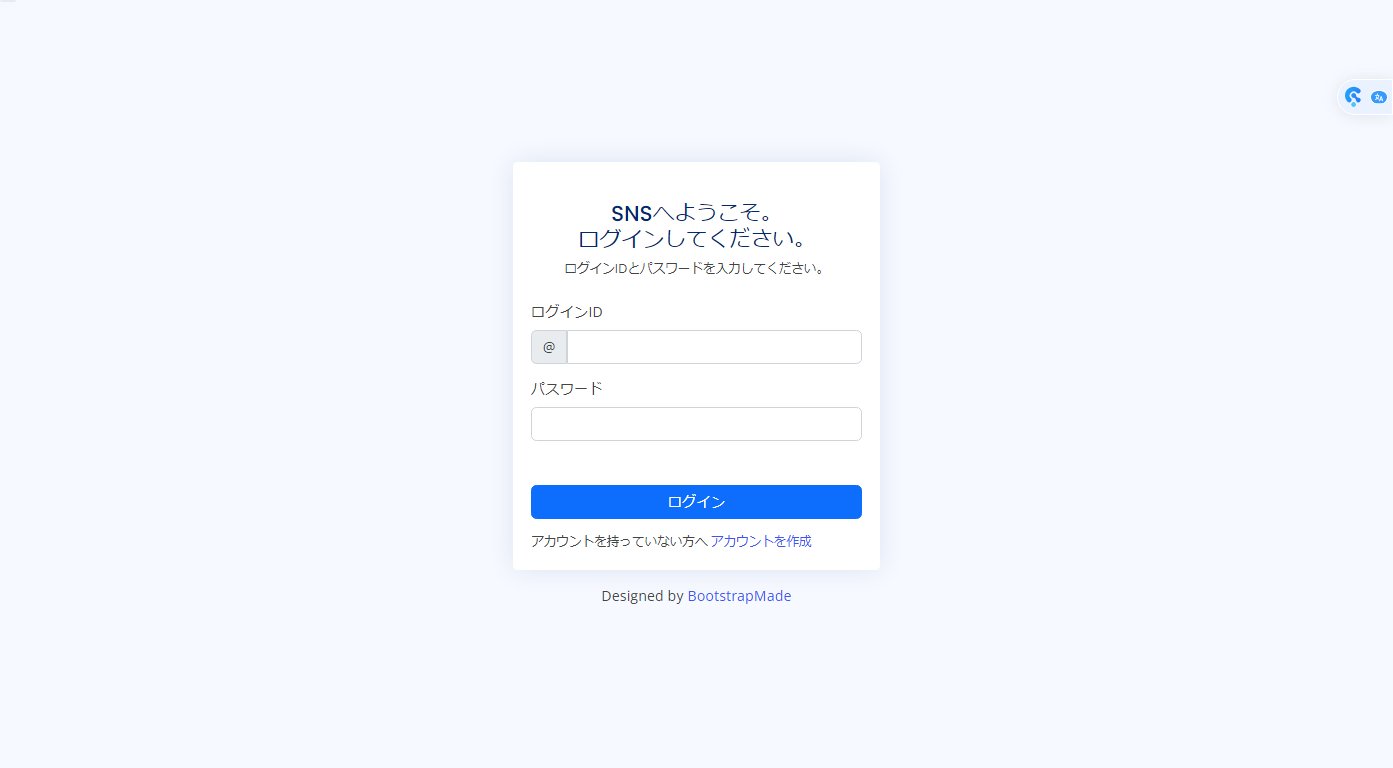 SNSへようこそ。
ログインしてください。
ログインIDとパスワードを入力してください。
ログインID
@
パスワード
ログイン
アカウントを持っていない方へ アカウントを作成
Designed by BootstrapMade